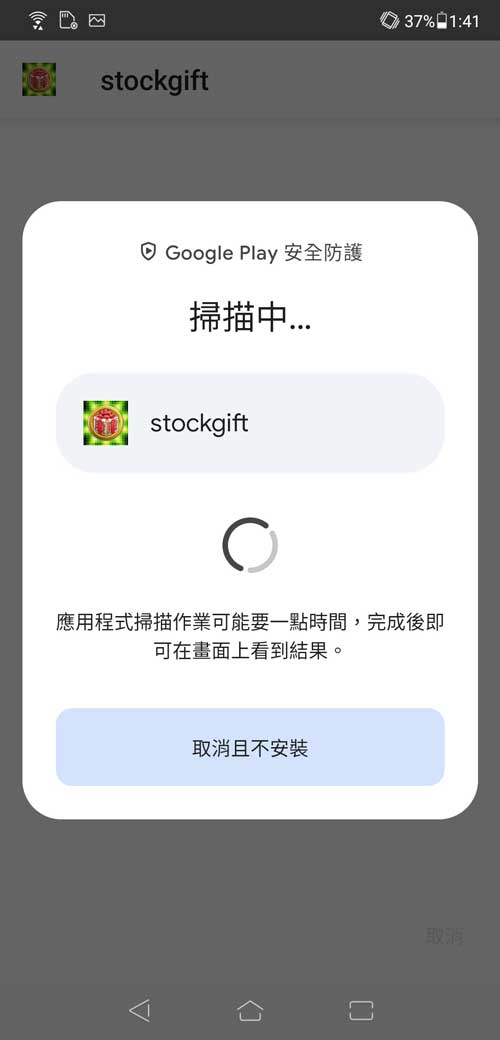 37% 1:41
stockgift
Google Play 安全防護
掃描中...
stockgift
應用程式掃描作業可能要一點時間，完成後即
可在畫面上看到結果。
取消且不安裝
取消